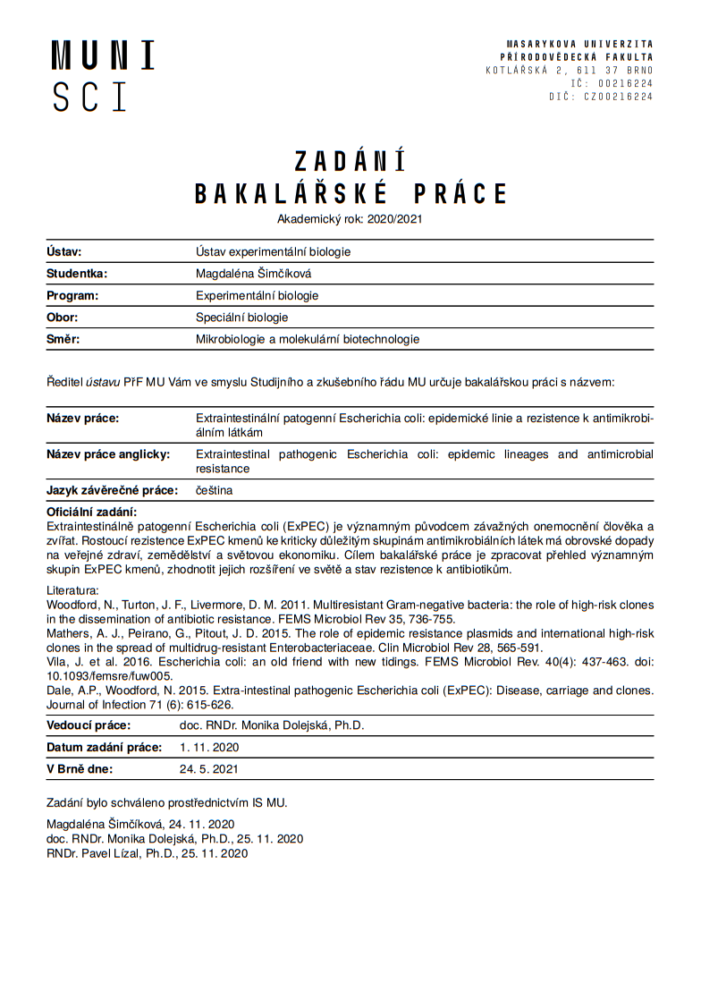 MUNI
SCI
MASARYKOVA UNIVERZITA
PŘÍRODOVĚDECKÁ FAKULTA
KOTLÁŘSKÁ 2, 611 37 BRNO
IČ: 00216224
DIČ: CZ00216224
ZADÁNÍ
BAKALÁŘSKÉ PRÁCE
Akademický rok: 2020/2021
Ústav: Ústav experimentální biologie
Studentka: Magdaléna Šimčíková
Program: Experimentální biologie
Obor: Speciální biologie
Směr: Mikrobiologie a molekulární biotechnologie
Ředitel ústavu PřF MU Vám ve smyslu Studijního a zkušebního řádu MU určuje bakalářskou práci s názvem:
Název práce: Extraintestinální patogenní Escherichia coli: epidemické linie a rezistence k antimikrobi-
álním látkám
Název práce anglicky: Extraintestinal pathogenic Escherichia coli: epidemic lineages and antimicrobial
resistance
Jazyk závěrečné práce: čeština
Oficiální zadání:
Extraintestinálně patogenní Escherichia coli (ExPEC) je významným původcem závažných onemocnění člověka a
zvířat. Rostoucí rezistence ExPEC kmenů ke kriticky důležitým skupinám antimikrobiálních látek má obrovské dopady
na veřejné zdraví, zemědělství a světovou ekonomiku. Cílem bakalářské práce je zpracovat přehled významným
skupin ExPEC kmenů, zhodnotit jejich rozšíření ve světě a stav rezistence k antibiotikům.
Literatura:
Woodford, N., Turton, J. F., Livermore, D. M. 2011. Multiresistant Gram-negative bacteria: the role of high-risk clones
in the dissemination of antibiotic resistance. FEMS Microbiol Rev 35, 736-755.
Mathers, A. J., Peirano, G., Pitout, J. D. 2015. The role of epidemic resistance plasmids and international high-risk
clones in the spread of multidrug-resistant Enterobacteriaceae. Clin Microbiol Rev 28, 565-591.
Vila, J. et al. 2016. Escherichia coli: an old friend with new tidings. FEMS Microbiol Rev. 40(4): 437-463. doi:
10.1093/femsre/fuw005.
Dale, A.P., Woodford, N. 2015. Extra-intestinal pathogenic Escherichia coli (ExPEC): Disease, carriage and clones.
Journal of Infection 71 (6): 615-626.
Vedoucí práce: doc. RNDr. Monika Dolejská, Ph.D.
Datum zadání práce: 1. 11. 2020
V Brně dne: 24. 5. 2021
Zadání bylo schváleno prostřednictvím IS MU.
Magdaléna Šimčíková, 24. 11. 2020
doc. RNDr. Monika Dolejská, Ph.D., 25. 11. 2020
RNDr. Pavel Lízal, Ph.D., 25. 11. 2020